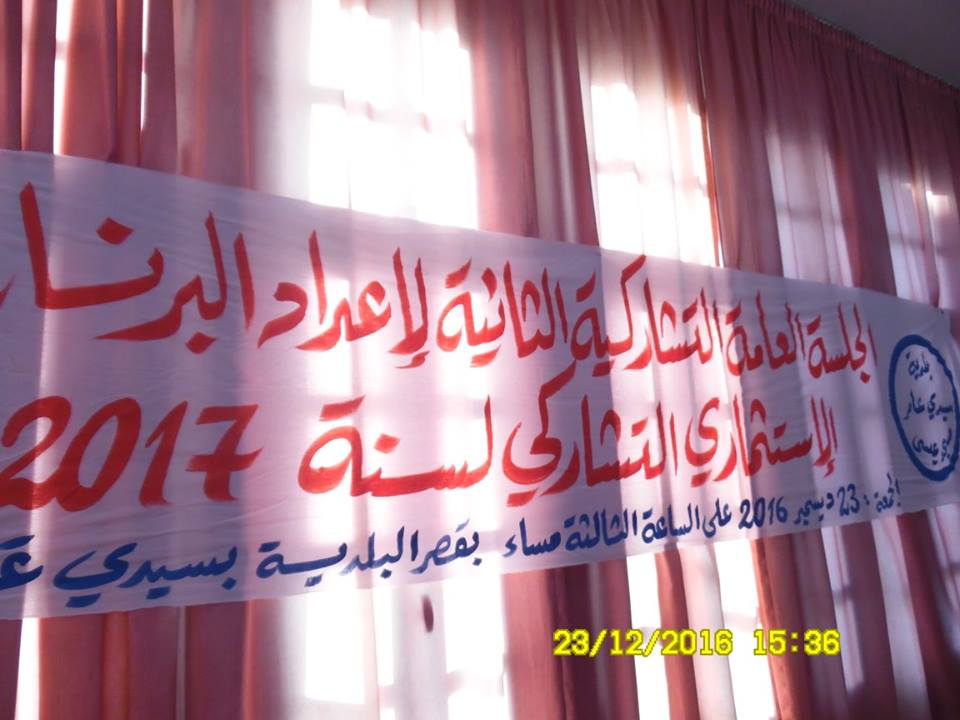 الجلسة العامة التشاركية الثانية لإعداد البرنا
الإستثماري التشاركي لسنة 2017
الجمعة : 23 ديسمبر 2016 على الساعة الثالثة مساء بقصر البلدية بسيدي ع
بلدية
سيدي عامر
عيسى
23/12/2016 15:36